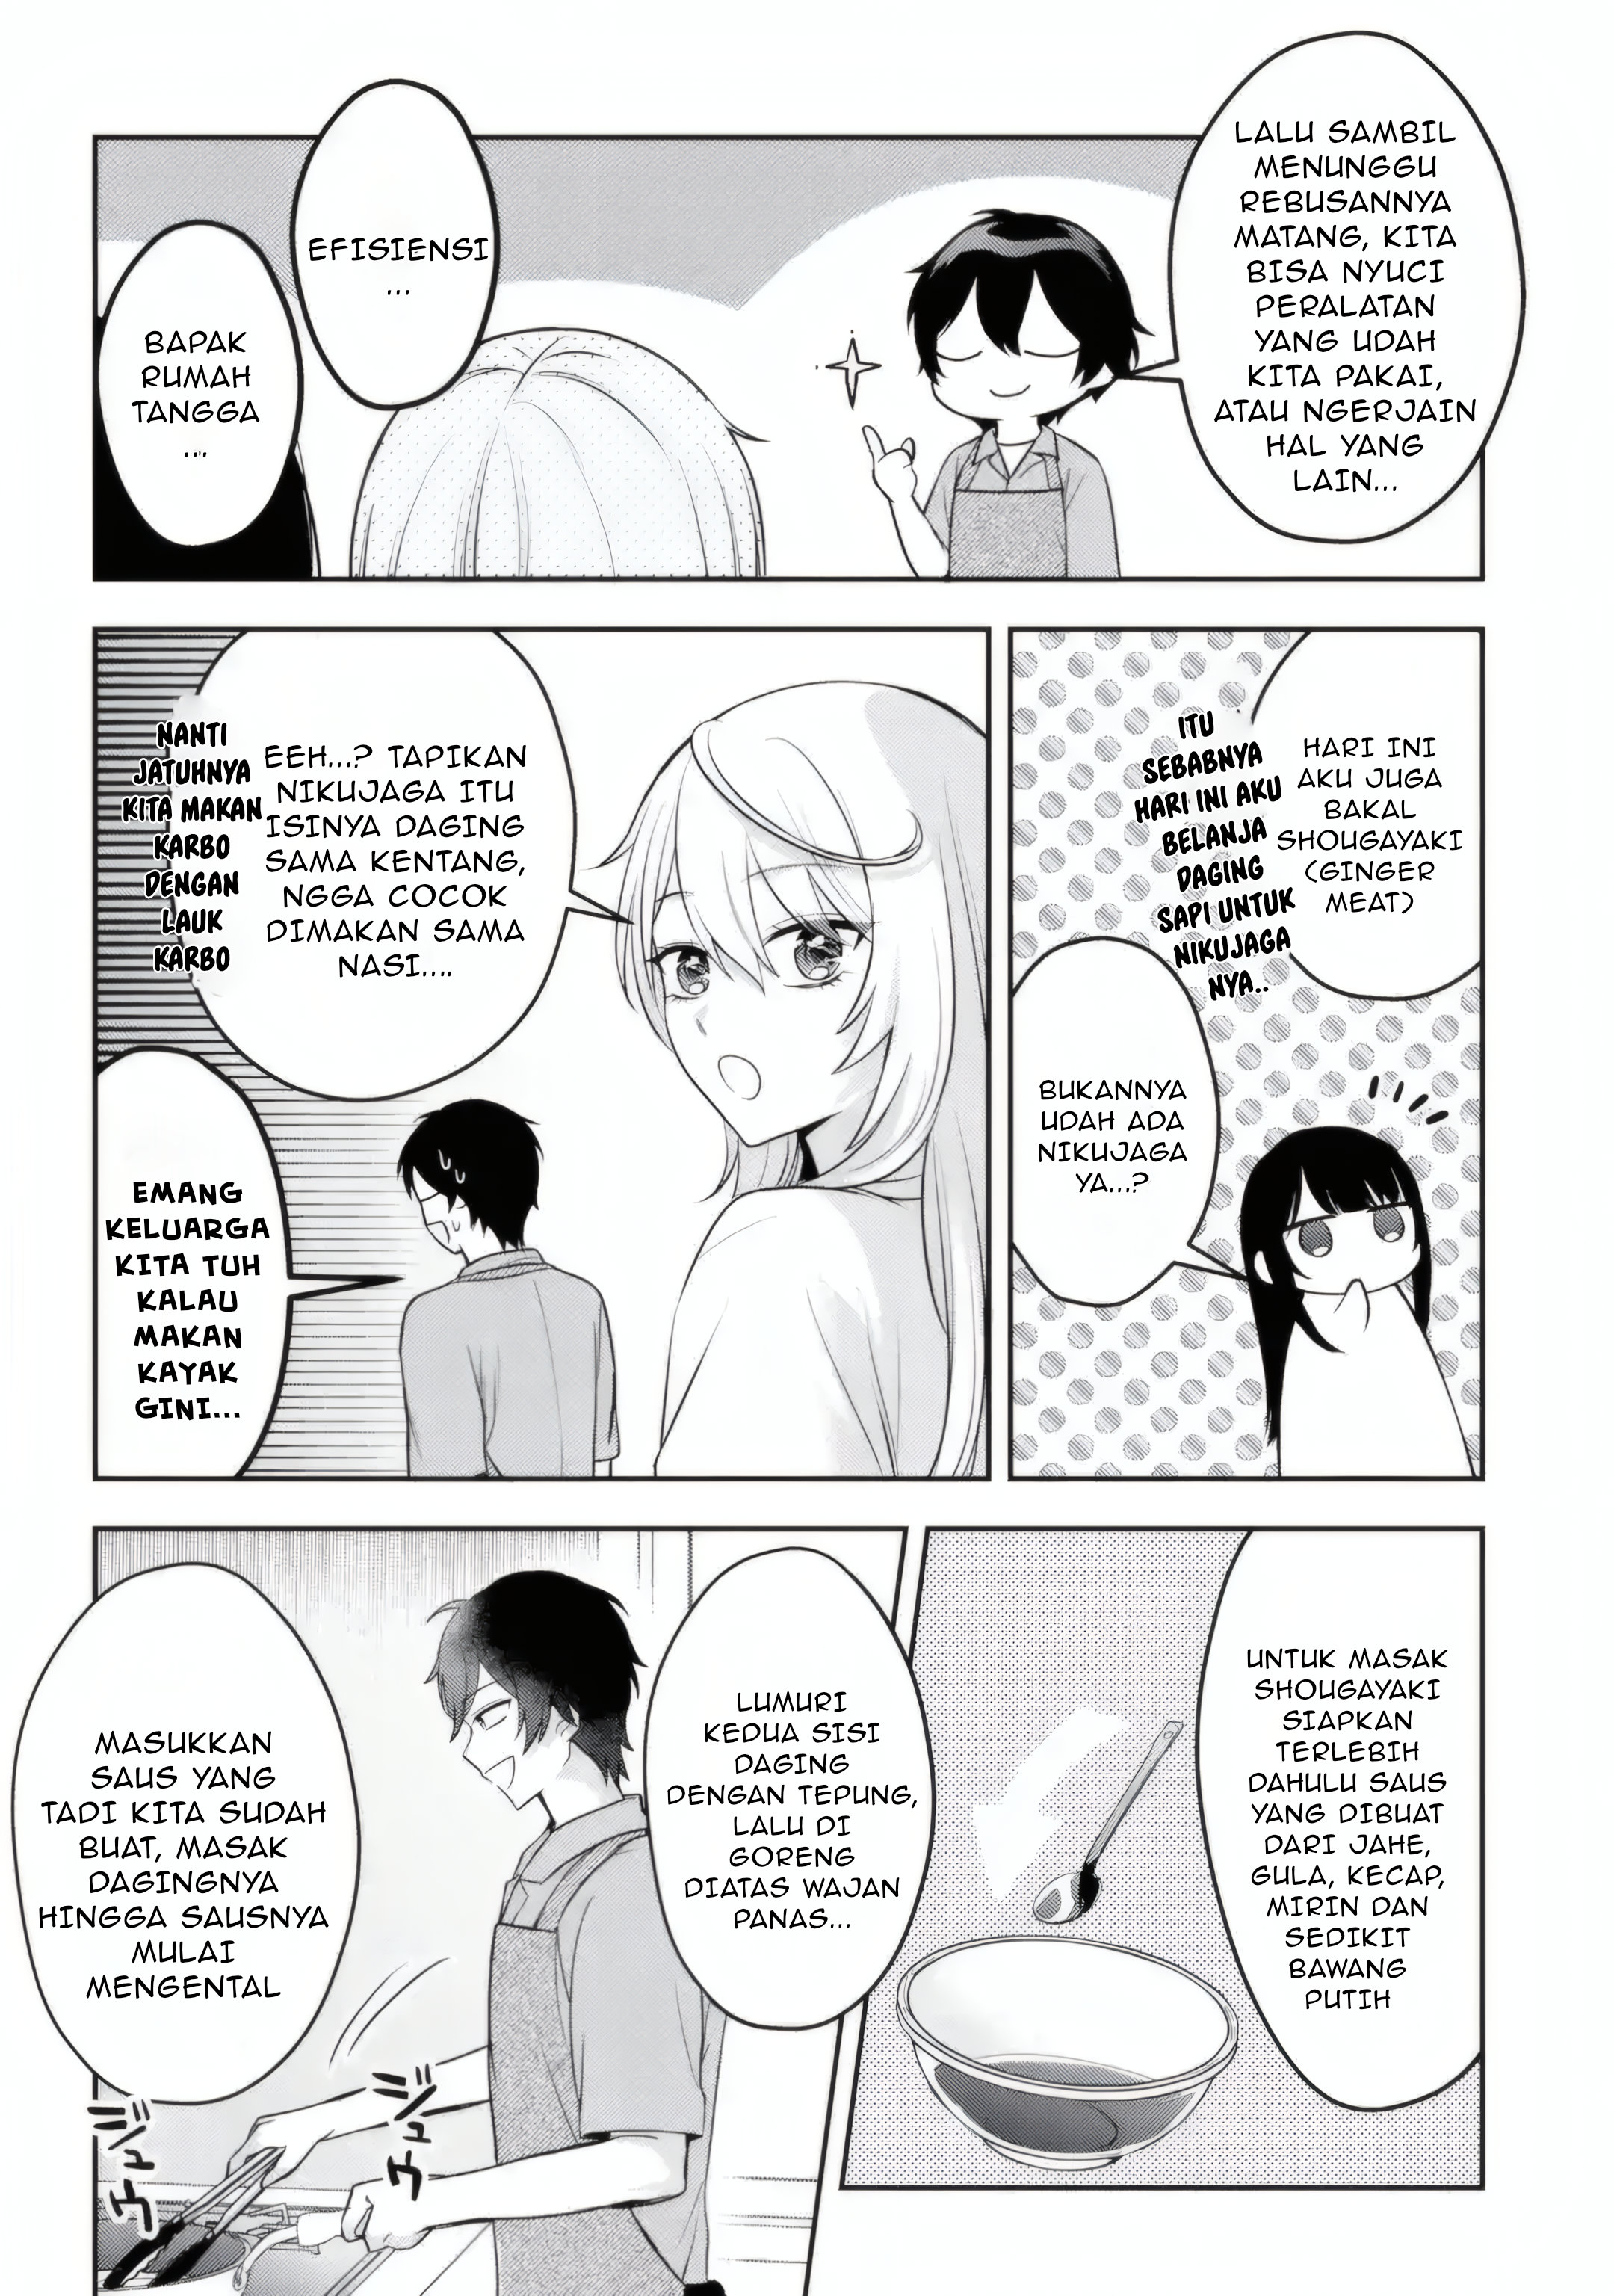 LALU SAMBIL
MENUNGGU
REBUSANNYA
MATANG, KITA
BISA NYUCI
PERALATAN
YANG UDAH
KITA PAKAI,
ATAU NGERJAIN
HAL YANG
LAIN...
EFISIENSI
...
BAPAK
RUMAH
TANGGA
...
HARI INI
AKU JUGA
BAKAL
SHOUGAYAKI
(GINGER
MEAT)
ITU
SEBABNYA
HARI INI AKU
BELANJA
DAGING
SAPI UNTUK
NIKUJAGA
NYA..
BUKANNYA
UDAH ADA
NIKUJAGA
YA...?
EEH...? TAPIKAN
NIKUJAGA ITU
ISINYA DAGING
SAMA KENTANG,
NGGA COCOK
DIMAKAN SAMA
NASI....
NANTI
JATUHNYA
KITA MAKAN
KARBO
DENGAN
LAUK
KARBO
EMANG
KELUARGA
KITA TUH
KALAU
MAKAN
KAYAK
GINI...
UNTUK MASAK
SHOUGAYAKI
SIAPKAN
TERLEBIH
DAHULU SAUS
YANG DIBUAT
DARI JAHE,
GULA, KECAP,
MIRIN DAN
SEDIKIT
BAWANG
PUTIH
LUMURI
KEDUA SISI
DAGING
DENGAN TEPUNG,
LALU DI
GORENG
DIATAS WAJAN
PANAS...
MASUKKAN
SAUS YANG
TADI KITA SUDAH
BUAT, MASAK
DAGINGNYA
HINGGA SAUSNYA
MULAI
MENGENTAL